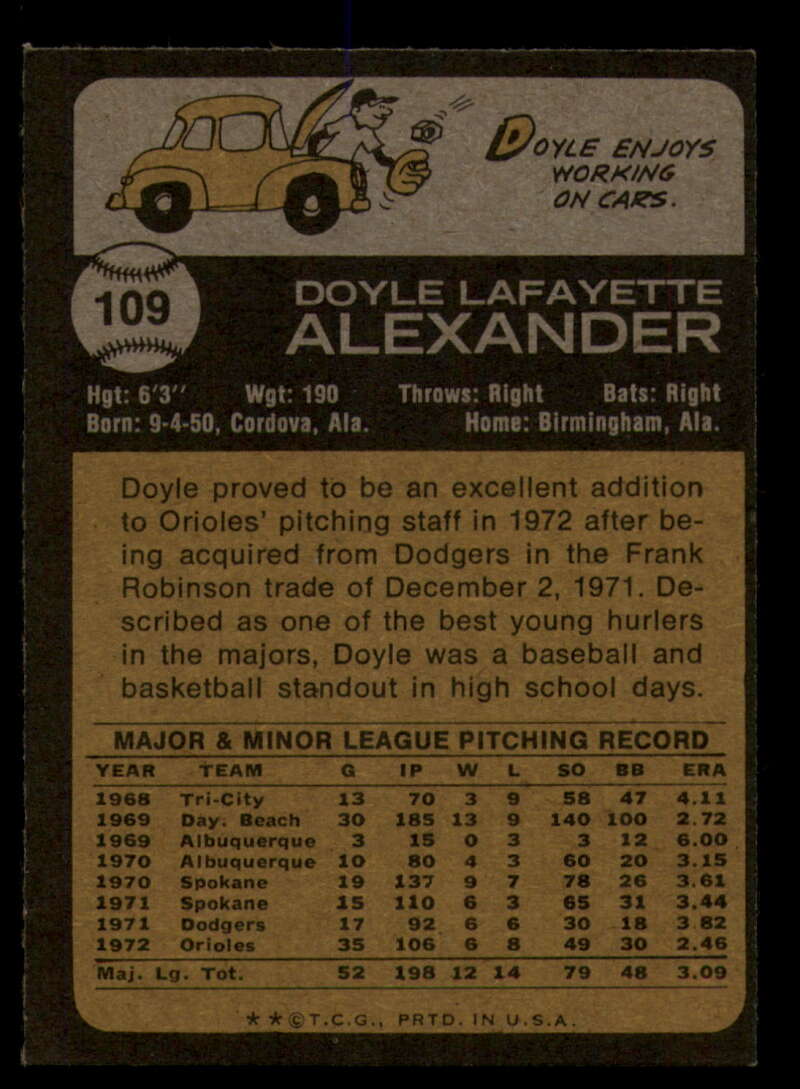 DOYLE ENJOYS
WORKING
ON CARS.
109
DOYLE LAFAYETTE
ALEXANDER
Hgt: 6'3" Wgt: 190 Throws: Right Bats: Right
Born: 9-4-50, Cordova, Ala. Home: Birmingham, Ala.
Doyle proved to be an excellent addition
to Orioles' pitching staff in 1972 after be-
ing acquired from Dodgers in the Frank
Robinson trade of December 2, 1971. De-
scribed as one of the best young hurlers
in the majors, Doyle was a baseball and
basketball standout in high school days.
MAJOR & MINOR LEAGUE PITCHING RECORD
YEAR TEAM G IP W L SO BB ERA
1968 Tri-City 13 70 3 9 58 47 4.11
1969 Day. Beach 30 185 13 9 140 100 2.72
1969 Albuquerque 3 15 0 3 3 12 6.00
1970 Albuquerque 10 80 4 3 60 20 3.15
1970 Spokane 19 137 9 7 78 26 3.61
1971 Spokane 15 110 6 3 65 31 3.44
1971 Dodgers 17 92 6 6 30 18 3.82
1972 Orioles 35 106 6 8 49 30 2.46
Maj. Lg. Tot. 52 198 12 14 79 48 3.09
★★©T.C.G., PRTD. IN U.S.A.